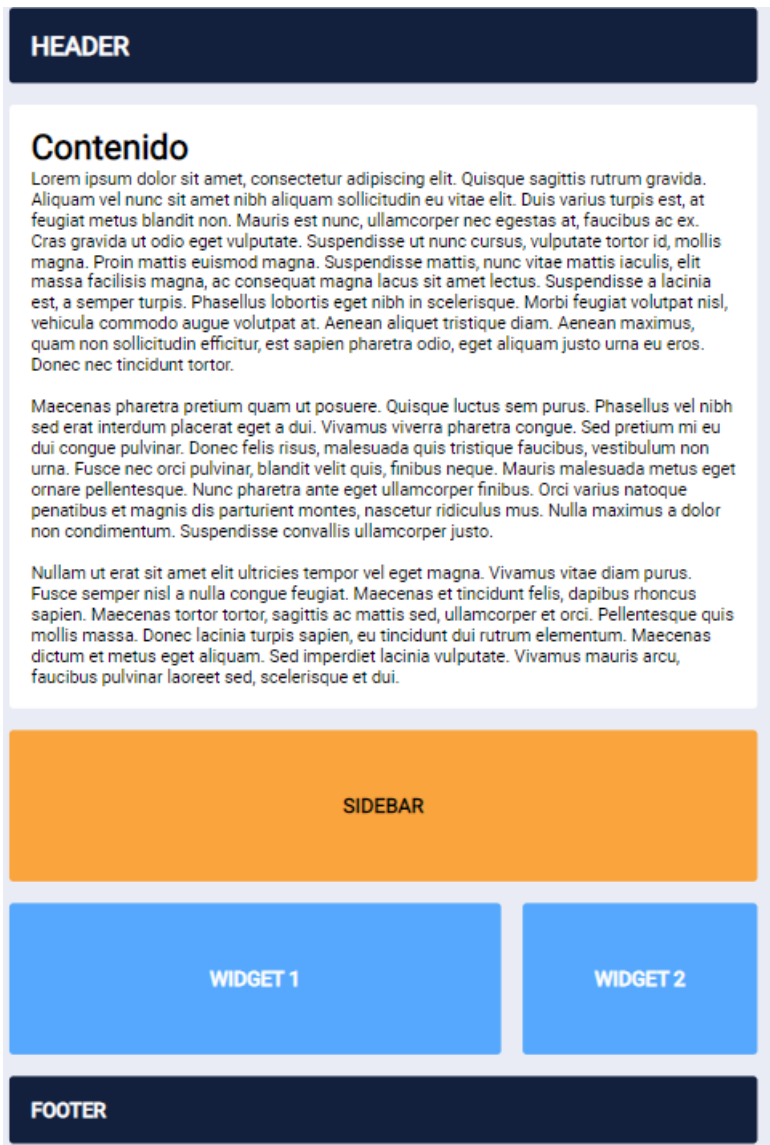 HEADER
Contenido
Lorem ipsum dolor sit amet, consectetur adipiscing elit. Quisque sagittis rutrum gravida.
Aliquam vel nunc sit amet nibh aliquam sollicitudin eu vitae elit. Duis varius turpis est, at
feugiat metus blandit non. Mauris est nunc, ullamcorper nec egestas at, faucibus ac ex.
Cras gravida ut odio eget vulputate. Suspendisse ut nunc cursus, vulputate tortor id, mollis
magna. Proin mattis euismod magna. Suspendisse mattis, nunc vitae mattis iaculis, elit
massa facilisis magna, ac consequat magna lacus sit amet lectus. Suspendisse a lacinia
est, a semper turpis. Phasellus lobortis eget nibh in scelerisque. Morbi feugiat volutpat nisl,
vehicula commodo augue volutpat at. Aenean aliquet tristique diam. Aenean maximus,
quam non sollicitudin efficitur, est sapien pharetra odio, eget aliquam justo urna eu eros.
Donec nec tincidunt tortor.
Maecenas pharetra pretium quam ut posuere. Quisque luctus sem purus. Phasellus vel nibh
sed erat interdum placerat eget a dui. Vivamus viverra pharetra congue. Sed pretium mi eu
dui congue pulvinar. Donec felis risus, malesuada quis tristique faucibus, vestibulum non
urna. Fusce nec orci pulvinar, blandit velit quis, finibus neque. Mauris malesuada metus eget
ornare pellentesque. Nunc pharetra ante eget ullamcorper finibus. Orci varius natoque
penatibus et magnis dis parturient montes, nascetur ridiculus mus. Nulla maximus a dolor
non condimentum. Suspendisse convallis ullamcorper justo.
Nullam ut erat sit amet elit ultricies tempor vel eget magna. Vivamus vitae diam purus.
Fusce semper nisl a nulla congue feugiat. Maecenas et tincidunt felis, dapibus rhoncus
sapien. Maecenas tortor tortor, sagittis ac mattis sed, ullamcorper et orci. Pellentesque quis
mollis massa. Donec lacinia turpis sapien, eu tincidunt dui rutrum elementum. Maecenas
dictum et metus eget aliquam. Sed imperdiet lacinia vulputate. Vivamus mauris arcu,
faucibus pulvinar laoreet sed, scelerisque et dui.
SIDEBAR
WIDGET 1
WIDGET 2
FOOTER